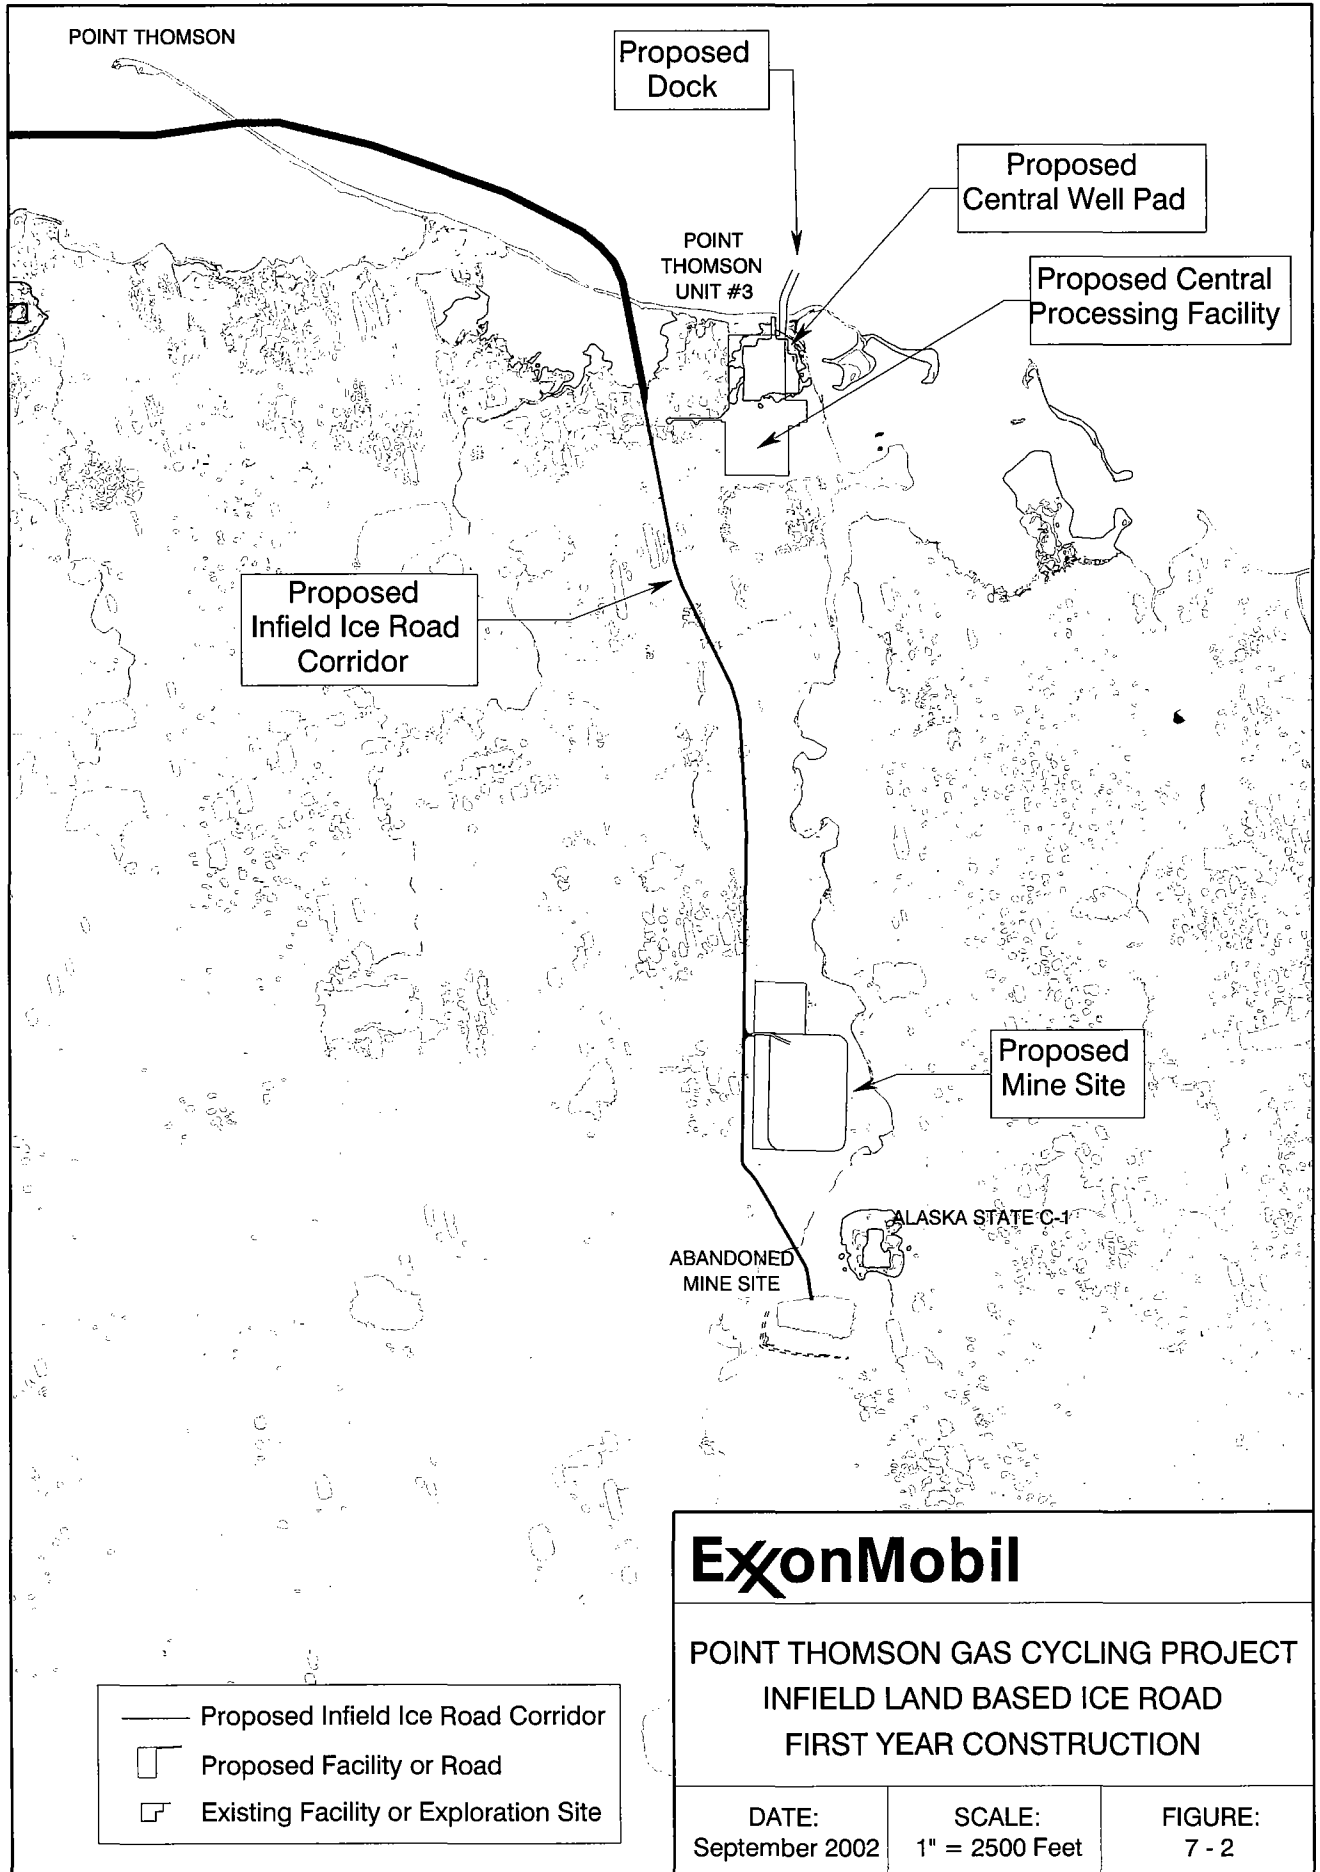 POINT THOMSON
Proposed
Dock
Proposed
Central Well Pad
POINT
THOMSON
UNIT #3
Proposed Central
Processing Facility
Proposed
Infield Ice Road
Corridor
Proposed
Mine Site
ALASKA STATE C-1
ABANDONED
MINE SITE
ExxonMobil
POINT THOMSON GAS CYCLING PROJECT
INFIELD LAND BASED ICE ROAD
FIRST YEAR CONSTRUCTION
Proposed Infield Ice Road Corridor
Proposed Facility or Road
Existing Facility or Exploration Site
DATE:
September 2002
SCALE:
1" = 2500 Feet
FIGURE:
7 - 2